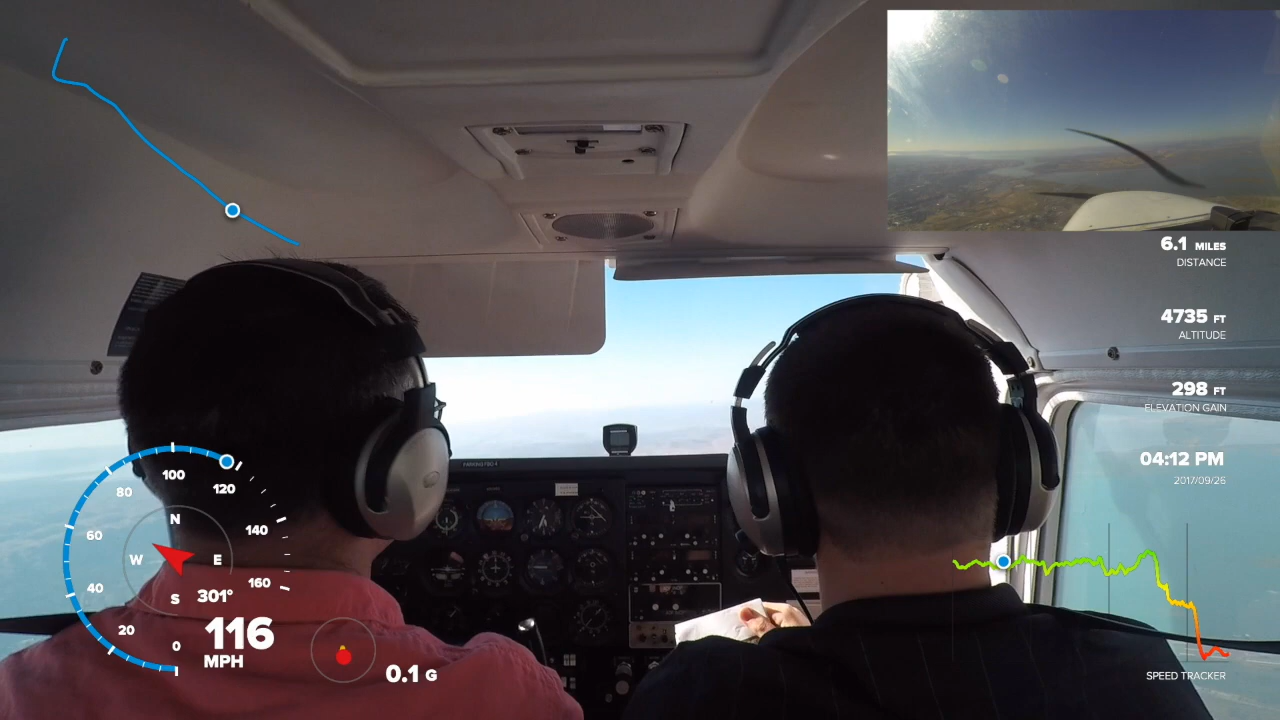 6.1 MILES
DISTANCE
4735 FT
ALTITUDE
298 FT
ELEVATION GAIN
04:12 PM
2017/09/26
SPEED TRACKER
100
120
80
140
60
40
160
20
0
N
W
E
S
301°
116
MPH
0.1 G